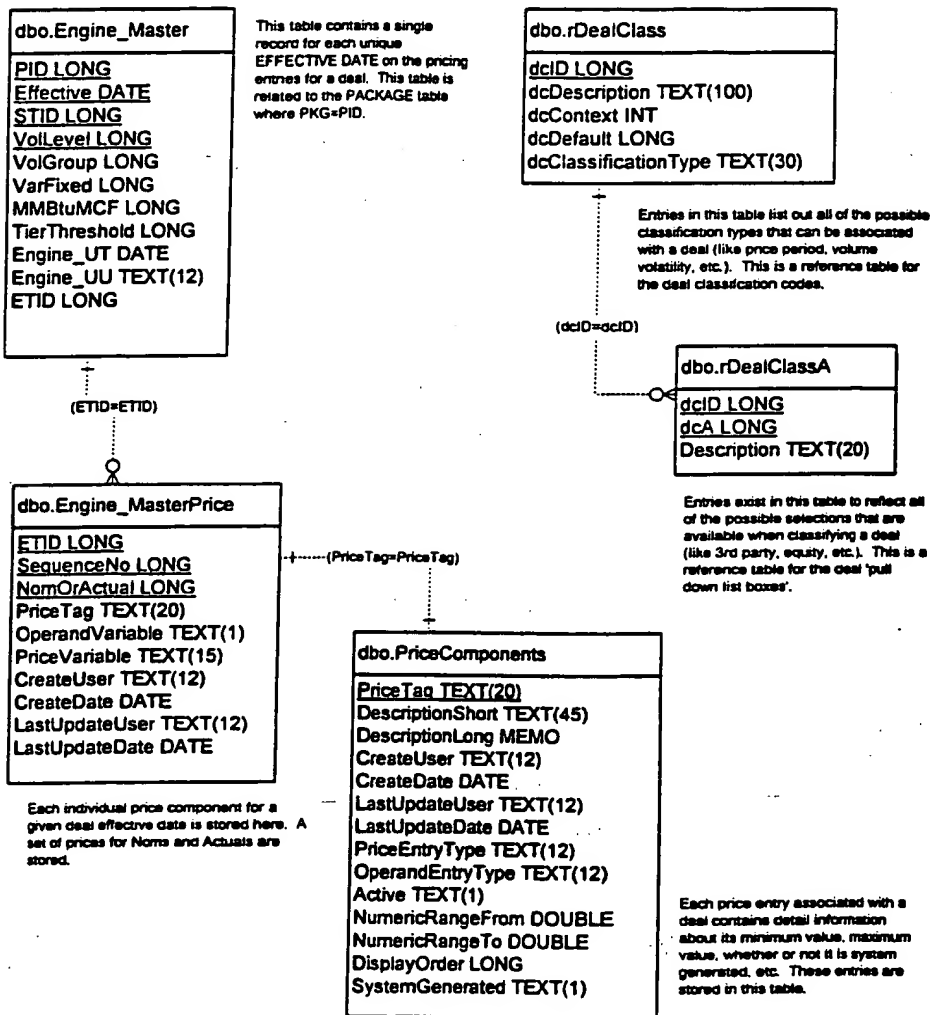 dbo.Engine_Master
PID LONG
Effective DATE
STID LONG
VolLevel LONG
VolGroup LONG
VarFixed LONG
MMBtuMCF LONG
TierThreshold LONG
Engine_UT DATE
Engine_UU TEXT(12)
ETID LONG
This table contains a single
record for each unique
EFFECTIVE DATE on the pricing
entries for a deal. This table is
related to the PACKAGE table
where PKG=PID.
dbo.rDealClass
dcID LONG
dcDescription TEXT(100)
dcContext INT
dcDefault LONG
dcClassificationType TEXT(30)
Entries in this table list out all of the possible
classification types that can be associated
with a deal (like price period, volume
volatility, etc.). This is a reference table for
the deal classification codes.
(dcID=dcID)
dbo.rDealClassA
dcID LONG
dcA LONG
Description TEXT(20)
Entries exist in this table to reflect all
of the possible selections that are
available when classifying a deal
(like 3rd party, equity, etc.). This is a
reference table for the deal 'pull
down list boxes'.
(ETID=ETID)
dbo.Engine_MasterPrice
ETID LONG
SequenceNo LONG
NomOrActual LONG
PriceTag TEXT(20)
OperandVariable TEXT(1)
PriceVariable TEXT(15)
CreateUser TEXT(12)
CreateDate DATE
LastUpdateUser TEXT(12)
LastUpdateDate DATE
(PriceTag=PriceTag)
Each individual price component for a
given deal effective date is stored here. A
set of prices for Noms and Actuals are
stored.
dbo.PriceComponents
PriceTag TEXT(20)
DescriptionShort TEXT(45)
DescriptionLong MEMO
CreateUser TEXT(12)
CreateDate DATE
LastUpdateUser TEXT(12)
LastUpdateDate DATE
PriceEntryType TEXT(12)
OperandEntryType TEXT(12)
Active TEXT(1)
NumericRangeFrom DOUBLE
NumericRangeTo DOUBLE
DisplayOrder LONG
SystemGenerated TEXT(1)
Each price entry associated with a
deal contains detail information
about its minimum value, maximum
value, whether or not it is system
generated, etc. These entries are
stored in this table.